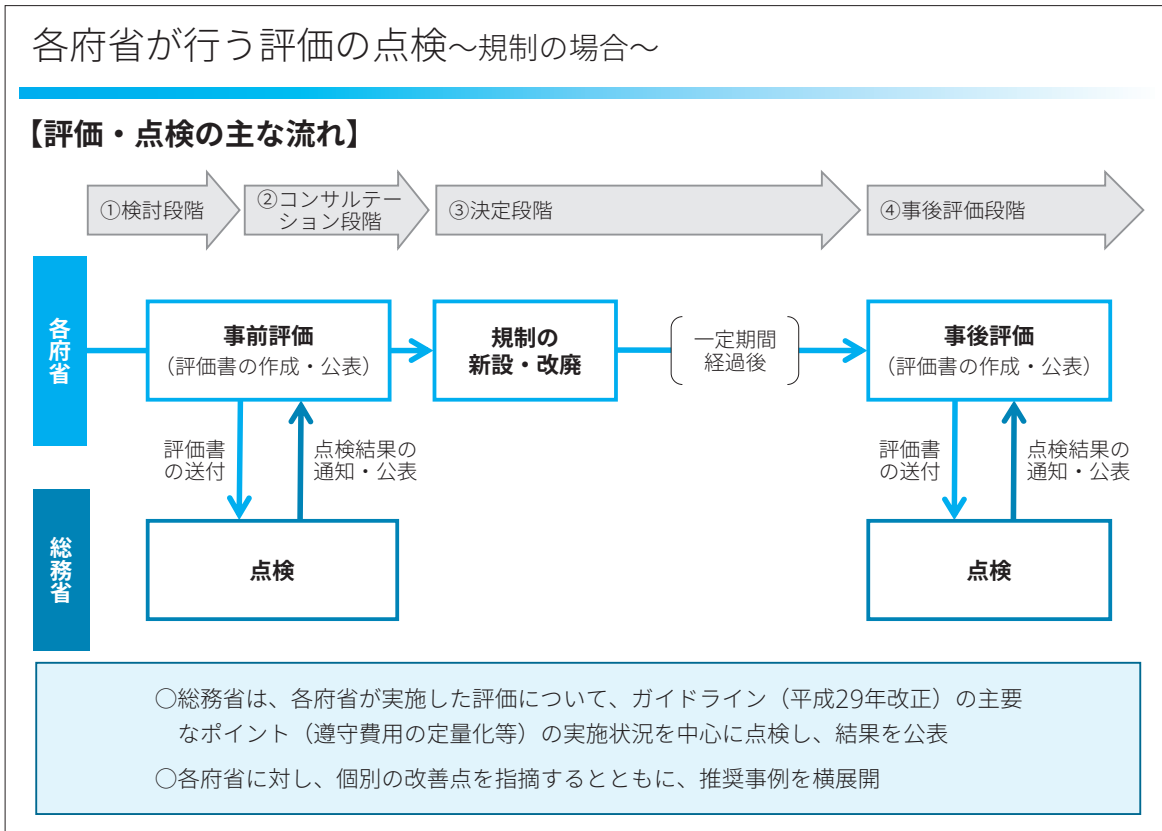 各府省が行う評価の点検~規制の場合~
【評価・点検の主な流れ】
①検討段階
②コンサルテー
ション段階
③決定段階
④事後評価段階
各府省
事前評価
（評価書の作成・公表）
規制の
新設・改廃
一定期間
経過後
事後評価
（評価書の作成・公表）
評価書
の送付
点検結果の
通知・公表
評価書
の送付
点検結果の
通知・公表
総務省
点検
点検
○総務省は、各府省が実施した評価について、ガイドライン（平成29年改正）の主要
なポイント（遵守費用の定量化等）の実施状況を中心に点検し、結果を公表
○各府省に対し、個別の改善点を指摘するとともに、推奨事例を横展開